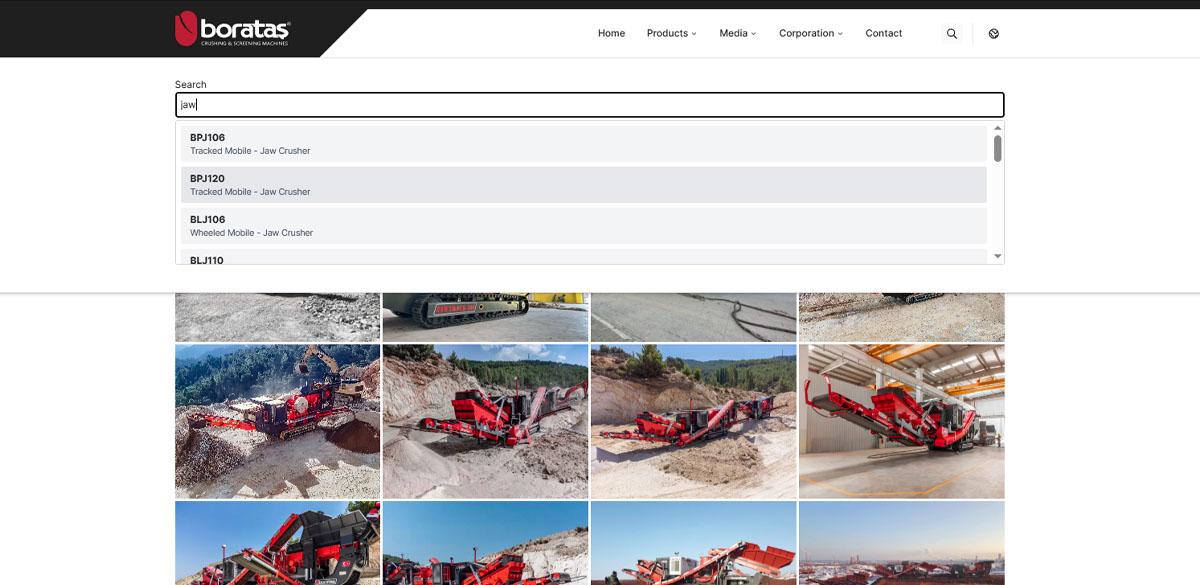 borataş
CRUSHING & SCREENING MACHINES
Home
Products
Media
Corporation
Contact
Search
jaw
BPJ106
Tracked Mobile - Jaw Crusher
BPJ120
Tracked Mobile - Jaw Crusher
BLJ106
Wheeled Mobile - Jaw Crusher
BLJ110